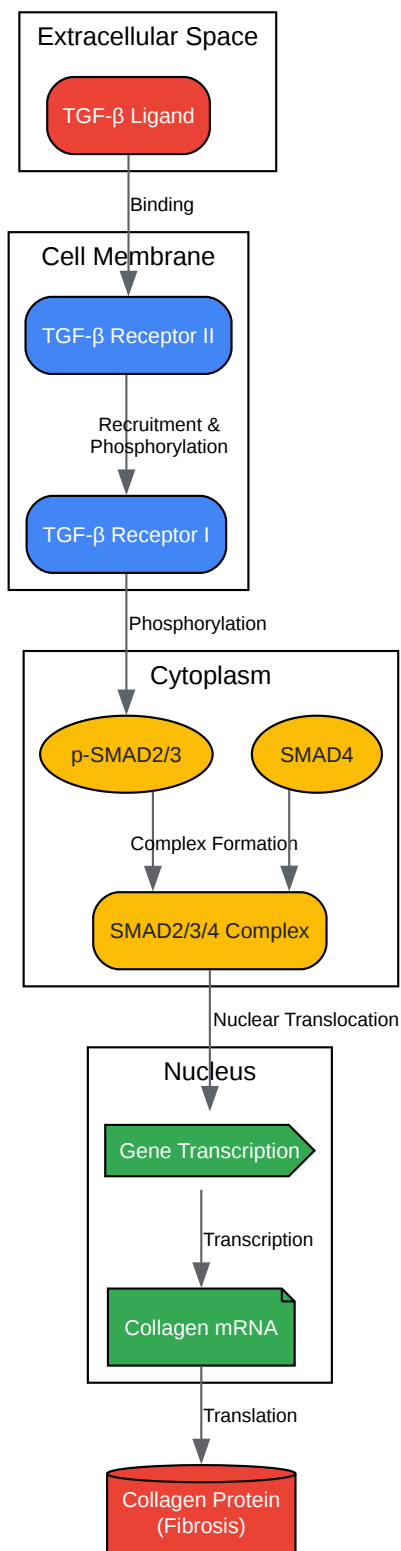 Extracellular Space
TGF-β Ligand
Binding
Cell Membrane
TGF-β Receptor II
Recruitment &
Phosphorylation
TGF-β Receptor I
Phosphorylation
Cytoplasm
p-SMAD2/3
SMAD4
Complex Formation
SMAD2/3/4 Complex
Nuclear Translocation
Nucleus
Gene Transcription
Transcription
Collagen mRNA
Translation
Collagen Protein
(Fibrosis)